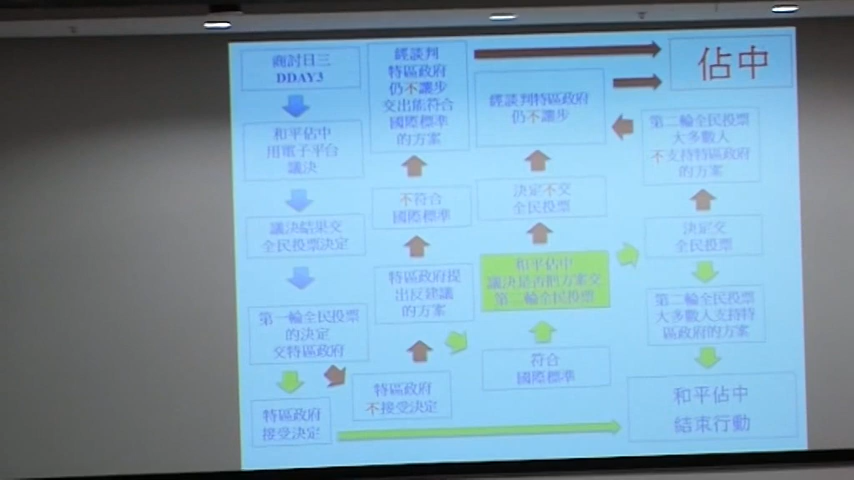 商討日三
DDAY3
和平佔中
用電子平台
議決
議決結果交
全民投票決定
第一輪全民投票
的決定
交特區政府
特區政府
接受決定
經談判
特區政府
仍不讓步
交出能符合
國際標準
的方案
不符合
國際標準
特區政府提
出反建議
的方案
特區政府
不接受決定
經談判特區政府
仍不讓步
決定不交
全民投票
和平佔中
議決是否把方案交
第二輪全民投票
符合
國際標準
佔中
第二輪全民投票
大多數人
不支持特區政府
的方案
決定交
全民投票
第二輪全民投票
大多數人支持特
區政府的方案
和平佔中
結束行動